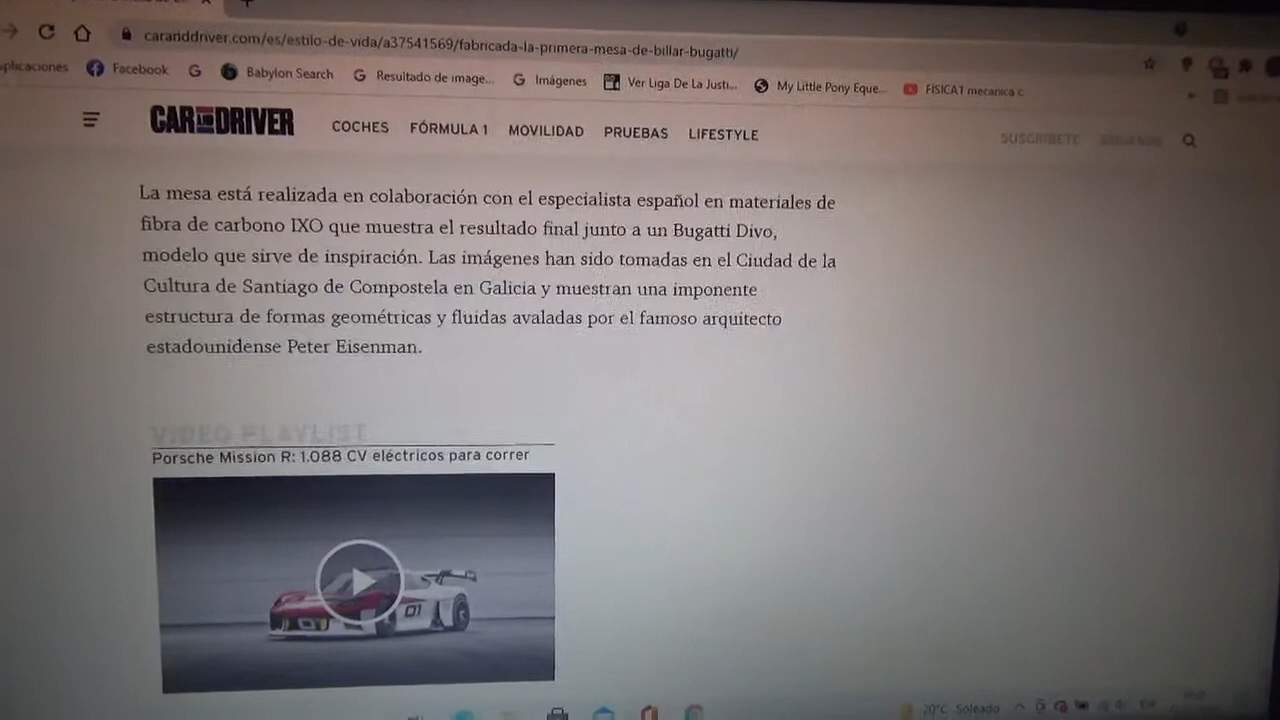 caranddriver.com/es/estilo-de-vida/a37541569/fabricada-la-primera-mesa-de-billar-bugatti/
plicaciones Facebook Babylon Search Resultado de image... Imágenes Ver Liga De La Justi... My Little Pony Eque... FÍSICA1 mecanica c
CAR AND DRIVER COCHES FÓRMULA 1 MOVILIDAD PRUEBAS LIFESTYLE SUSCRÍBETE
La mesa está realizada en colaboración con el especialista español en materiales de
fibra de carbono IXO que muestra el resultado final junto a un Bugatti Divo,
modelo que sirve de inspiración. Las imágenes han sido tomadas en el Ciudad de la
Cultura de Santiago de Compostela en Galicia y muestran una imponente
estructura de formas geométricas y fluidas avaladas por el famoso arquitecto
estadounidense Peter Eisenman.
VIDEO PLAYLIST
Porsche Mission R: 1.088 CV eléctricos para correr
01
20°C Soleado